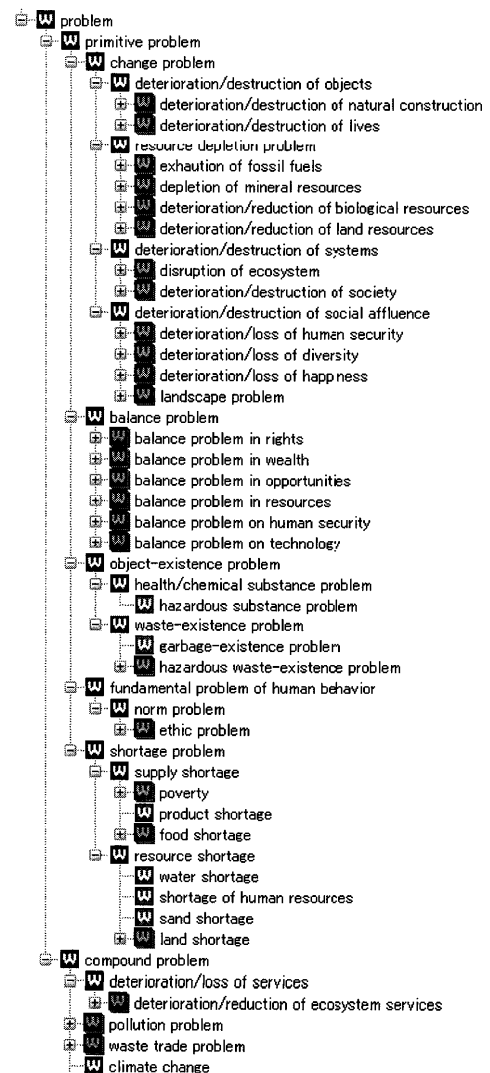 problem
primitive problem
change problem
deterioration/destruction of objects
deterioration/destruction of natural construction
deterioration/destruction of lives
resource depletion problem
exhaution of fossil fuels
depletion of mineral resources
deterioration/reduction of biological resources
deterioration/reduction of land resources
deterioration/destruction of systems
disruption of ecosystem
deterioration/destruction of society
deterioration/destruction of social affluence
deterioration/loss of human security
deterioration/loss of diversity
deterioration/loss of happness
landscape problem
balance problem
balance problem in rights
balance problem in wealth
balance problem in opportunities
balance problem in resources
balance problem on human security
balance problem on technology
object-existence problem
health/chemical substance problem
hazardous substance problem
waste-existence problem
garbage-existence problem
hazardous waste-existence problem
fundamental problem of human behavior
norm problem
ethic problem
shortage problem
supply shortage
poverty
product shortage
food shortage
resource shortage
water shortage
shortage of human resources
sand shortage
land shortage
compound problem
deterioration/loss of services
deterioration/reduction of ecosystem services
pollution problem
waste trade problem
climate change